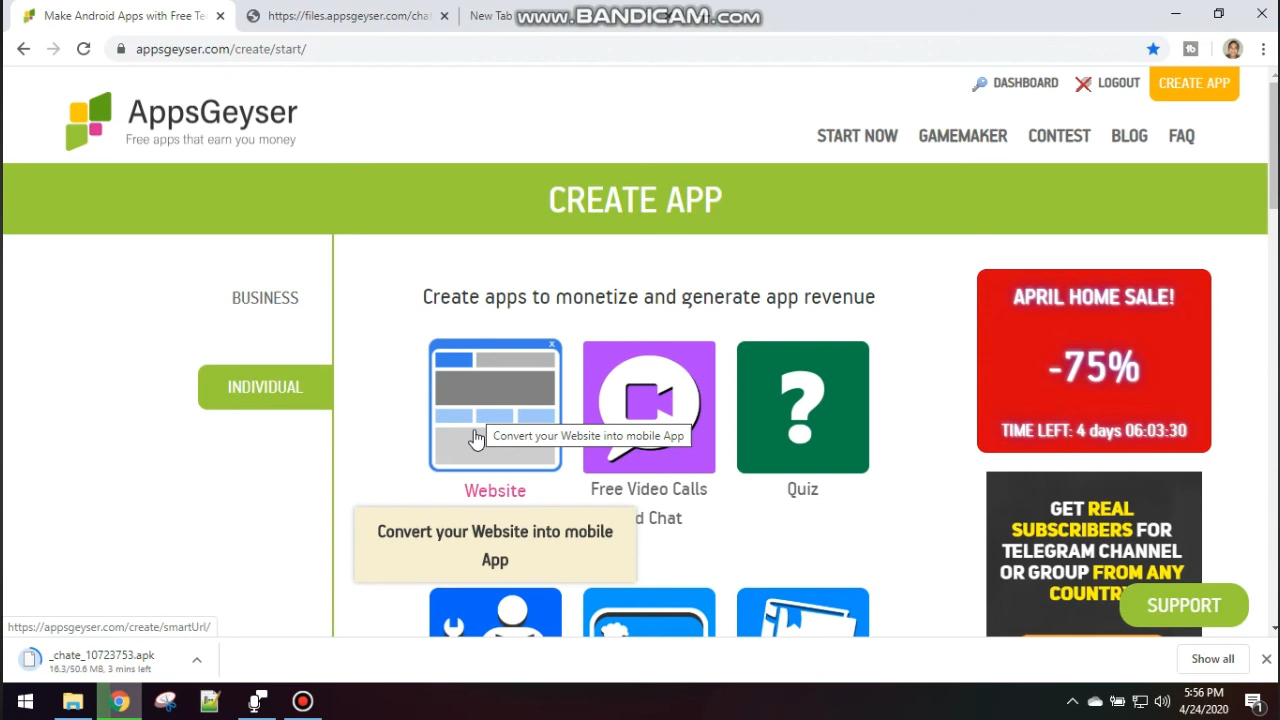 Make Android Apps with Free Te
https://files.appsgeyser.com/chat
New Tab
www.BANDICAM.com
appsgeyser.com/create/start/
DASHBOARD
LOGOUT
CREATE APP
AppsGeyser
Free apps that earn you money
START NOW
GAMEMAKER
CONTEST
BLOG
FAQ
CREATE APP
BUSINESS
INDIVIDUAL
Create apps to monetize and generate app revenue
x
Convert your Website into mobile App
?
Website
Free Video Calls
d Chat
Quiz
Convert your Website into mobile
App
APRIL HOME SALE!
-75%
TIME LEFT: 4 days 06:03:30
GET REAL
SUBSCRIBERS FOR
TELEGRAM CHANNEL
OR GROUP FROM ANY
COUNTR
SUPPORT
https://appsgeyser.com/create/smartUrl/
_chate_10723753.apk
16.3/50.6 MB, 3 mins left
Show all
5:56 PM
4/24/2020
1